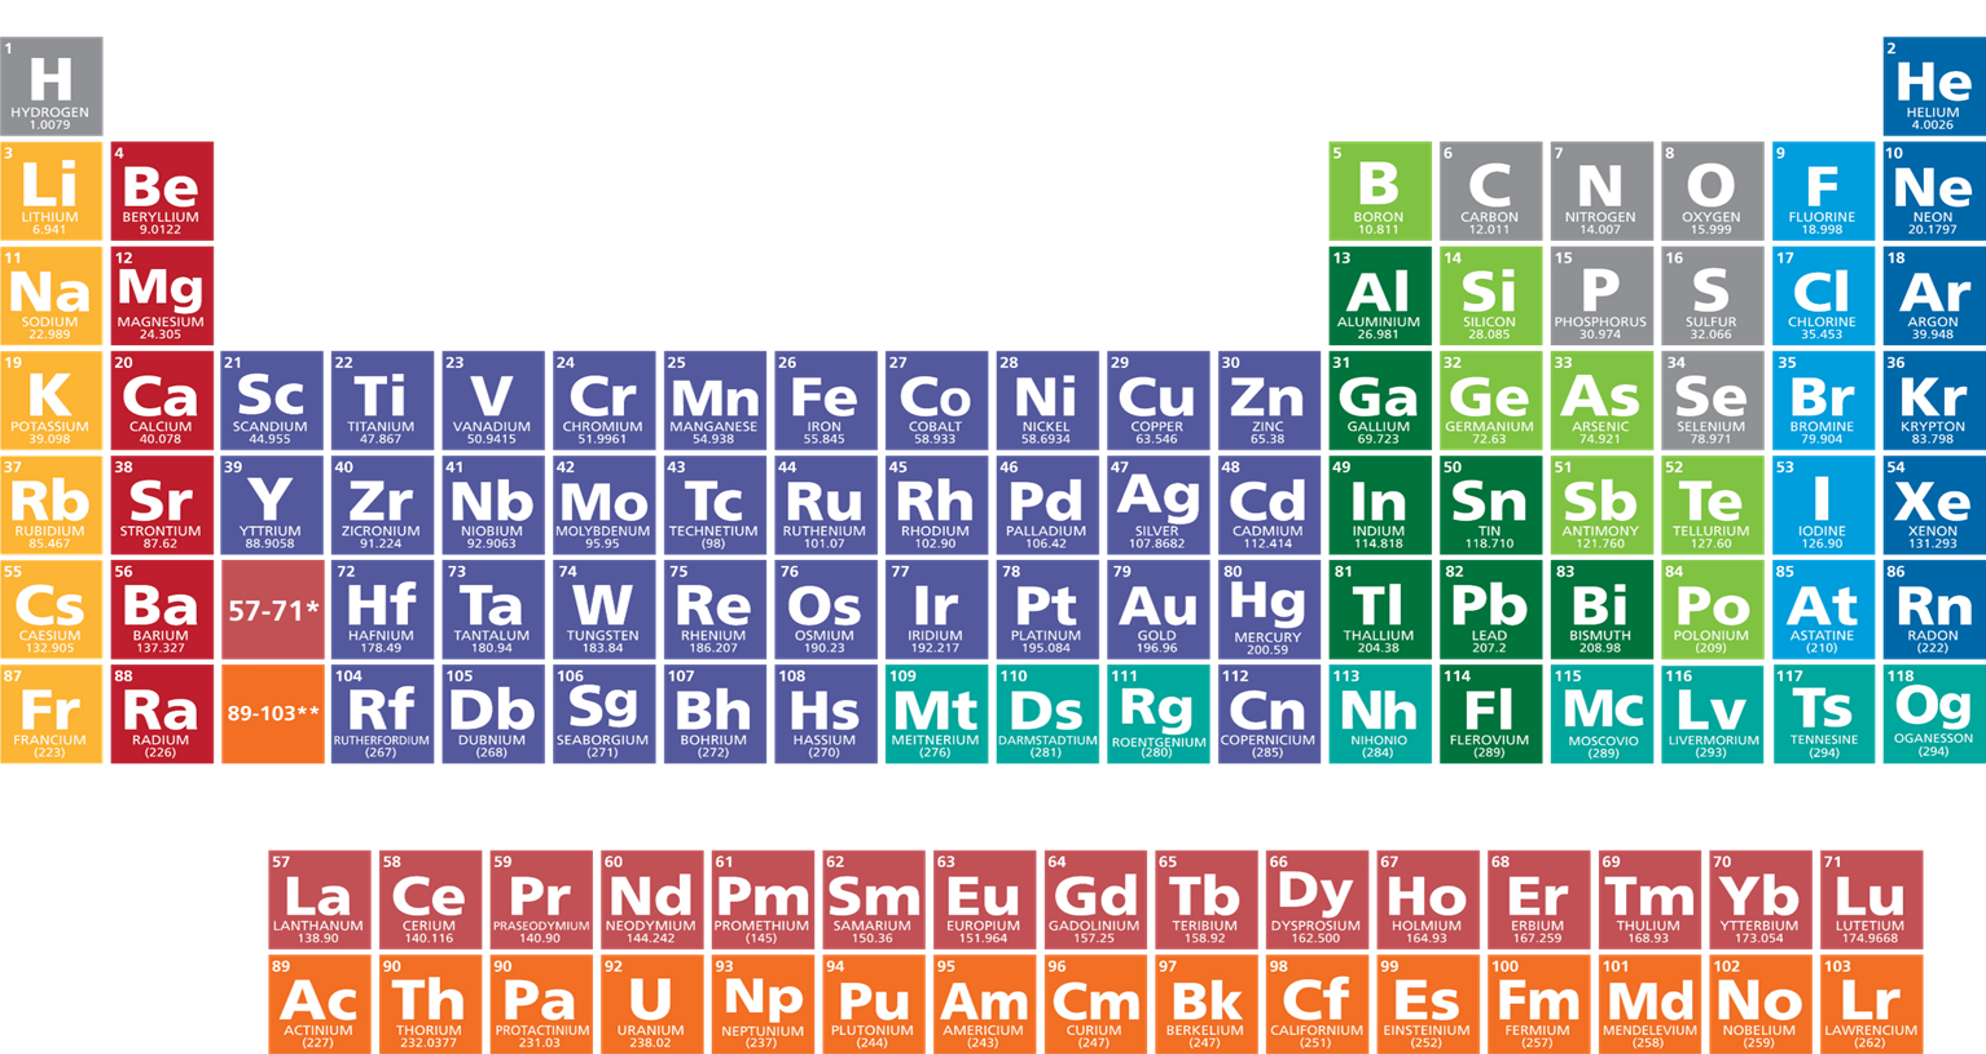 1
H
HYDROGEN
1.0079
2
He
HELIUM
4.0026
3
Li
LITHIUM
6.941
4
Be
BERYLLIUM
9.0122
5
B
BORON
10.811
6
C
CARBON
12.011
7
N
NITROGEN
14.007
8
O
OXYGEN
15.999
9
F
FLUORINE
18.998
10
Ne
NEON
20.1797
11
Na
SODIUM
22.989
12
Mg
MAGNESIUM
24.305
13
Al
ALUMINIUM
26.981
14
Si
SILICON
28.085
15
P
PHOSPHORUS
30.974
16
S
SULFUR
32.066
17
Cl
CHLORINE
35.453
18
Ar
ARGON
39.948
19
K
POTASSIUM
39.098
20
Ca
CALCIUM
40.078
21
Sc
SCANDIUM
44.955
22
Ti
TITANIUM
47.867
23
V
VANADIUM
50.9415
24
Cr
CHROMIUM
51.9961
25
Mn
MANGANESE
54.938
26
Fe
IRON
55.845
27
Co
COBALT
58.933
28
Ni
NICKEL
58.6934
29
Cu
COPPER
63.546
30
Zn
ZINC
65.38
31
Ga
GALLIUM
69.723
32
Ge
GERMANIUM
72.63
33
As
ARSENIC
74.921
34
Se
SELENIUM
78.971
35
Br
BROMINE
79.904
36
Kr
KRYPTON
83.798
37
Rb
RUBIDIUM
85.467
38
Sr
STRONTIUM
87.62
39
Y
YTTRIUM
88.9058
40
Zr
ZICRONIUM
91.224
41
Nb
NIOBIUM
92.9063
42
Mo
MOLYBDENUM
95.95
43
Tc
TECHNETIUM
(98)
44
Ru
RUTHENIUM
101.07
45
Rh
RHODIUM
102.90
46
Pd
PALLADIUM
106.42
47
Ag
SILVER
107.8682
48
Cd
CADMIUM
112.414
49
In
INDIUM
114.818
50
Sn
TIN
118.710
51
Sb
ANTIMONY
121.760
52
Te
TELLURIUM
127.60
53
I
IODINE
126.90
54
Xe
XENON
131.293
55
Cs
CAESIUM
132.905
56
Ba
BARIUM
137.327
57-71*
72
Hf
HAFNIUM
178.49
73
Ta
TANTALUM
180.94
74
W
TUNGSTEN
183.84
75
Re
RHENIUM
186.207
76
Os
OSMIUM
190.23
77
Ir
IRIDIUM
192.217
78
Pt
PLATINUM
195.084
79
Au
GOLD
196.96
80
Hg
MERCURY
200.59
81
Tl
THALLIUM
204.38
82
Pb
LEAD
207.2
83
Bi
BISMUTH
208.98
84
Po
POLONIUM
(209)
85
At
ASTATINE
(210)
86
Rn
RADON
(222)
87
Fr
FRANCIUM
(223)
88
Ra
RADIUM
(226)
89-103**
104
Rf
RUTHERFORDIUM
(267)
105
Db
DUBNIUM
(268)
106
Sg
SEABORGIUM
(271)
107
Bh
BOHRIUM
(272)
108
Hs
HASSIUM
(270)
109
Mt
MEITNERIUM
(276)
110
Ds
DARMSTADTIUM
(281)
111
Rg
ROENTGENIUM
(280)
112
Cn
COPERNICIUM
(285)
113
Nh
NIHONIO
(284)
114
Fl
FLEROVIUM
(289)
115
Mc
MOSCOVIO
(289)
116
Lv
LIVERMORIUM
(293)
117
Ts
TENNESINE
(294)
118
Og
OGANESSON
(294)
57
La
LANTHANUM
138.90
58
Ce
CERIUM
140.116
59
Pr
PRASEODYMIUM
140.90
60
Nd
NEODYMIUM
144.242
61
Pm
PROMETHIUM
(145)
62
Sm
SAMARIUM
150.36
63
Eu
EUROPIUM
151.964
64
Gd
GADOLINIUM
157.25
65
Tb
TERIBIUM
158.92
66
Dy
DYSPROSIUM
162.500
67
Ho
HOLMIUM
164.93
68
Er
ERBIUM
167.259
69
Tm
THULIUM
168.93
70
Yb
YTTERBIUM
173.054
71
Lu
LUTETIUM
174.9668
89
Ac
ACTINIUM
(227)
90
Th
THORIUM
232.0377
90
Pa
PROTACTINIUM
231.03
92
U
URANIUM
238.02
93
Np
NEPTUNIUM
(237)
94
Pu
PLUTONIUM
(244)
95
Am
AMERICIUM
(243)
96
Cm
CURIUM
(247)
97
Bk
BERKELIUM
(247)
98
Cf
CALIFORNIUM
(251)
99
Es
EINSTEINIUM
(252)
100
Fm
FERMIUM
(257)
101
Md
MENDELEVIUM
(258)
102
No
NOBELIUM
(259)
103
Lr
LAWRENCIUM
(262)